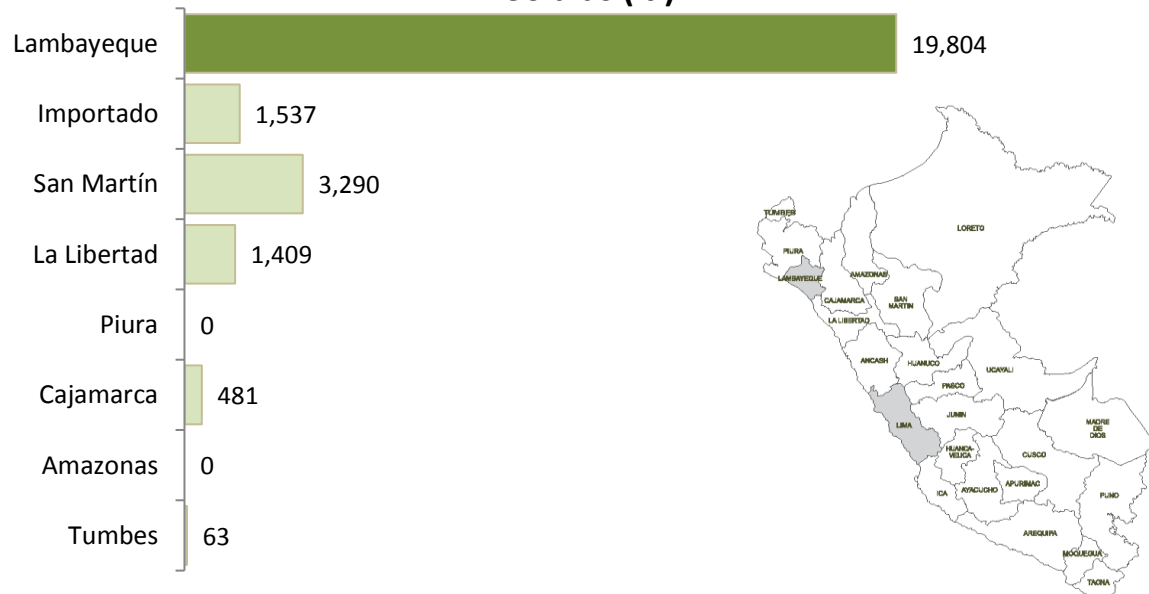 Lambayeque 19,804
Importado 1,537
San Martín 3,290
La Libertad 1,409
Piura 0
Cajamarca 481
Amazonas 0
Tumbes 63
TUMBES
LORETO
PIURA
LAMBAYEQUE
AMAZONAS
CAJAMARCA
SAN
MARTIN
LA LIBERTAD
ANCASH
HUANUCO
UCAYALI
PASCO
LIMA
JUNIN
MADRE
DE
DIOS
HUANCA-
VELICA
CUSCO
ICA
AYACUCHO
APURIMAC
PUNO
AREQUIPA
MOQUEGUA
TACNA